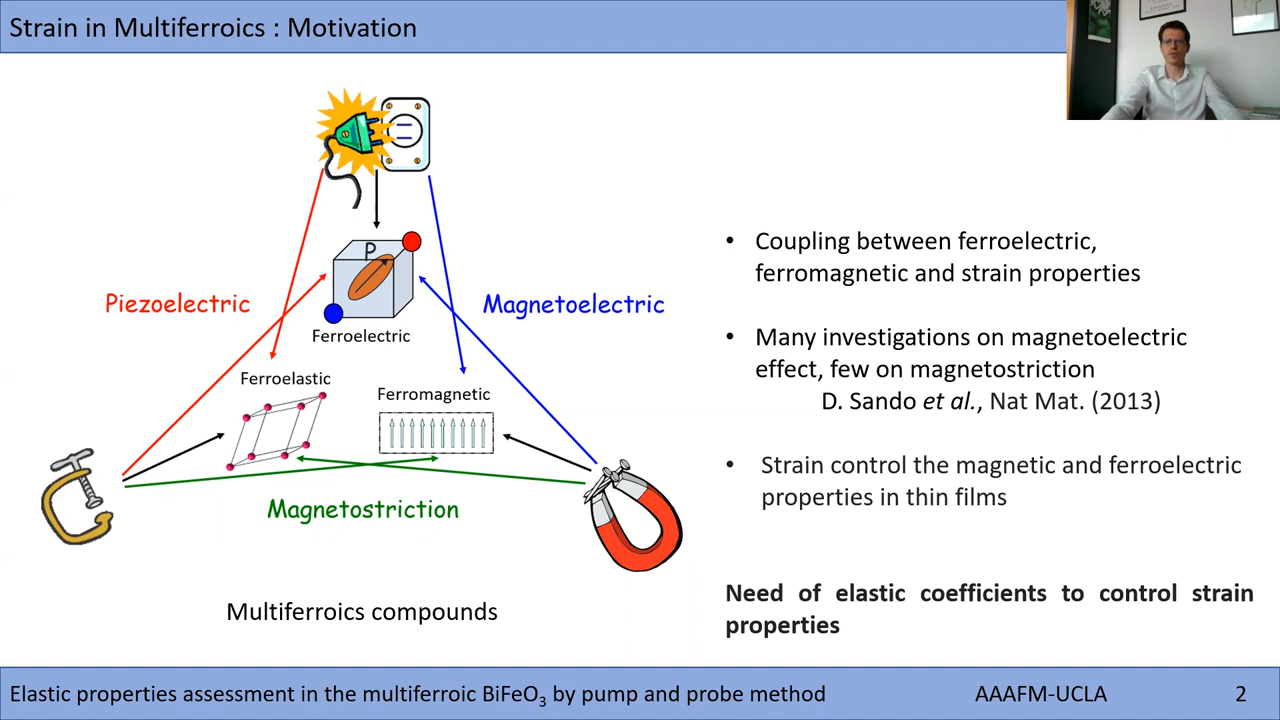 Strain in Multiferroics : Motivation
P
Piezoelectric
Magnetoelectric
Ferroelectric
Ferroelastic
Ferromagnetic
Magnetostriction
Multiferroics compounds
• Coupling between ferroelectric,
ferromagnetic and strain properties
• Many investigations on magnetoelectric
effect, few on magnetostriction
D. Sando et al., Nat Mat. (2013)
• Strain control the magnetic and ferroelectric
properties in thin films
Need of elastic coefficients to control strain
properties
Elastic properties assessment in the multiferroic BiFeO₃ by pump and probe method
AAAFM-UCLA
2